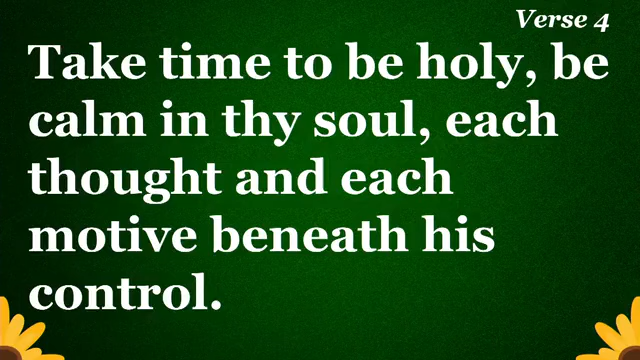 Verse 4
Take time to be holy, be
calm in thy soul, each
thought and each
motive beneath his
control.